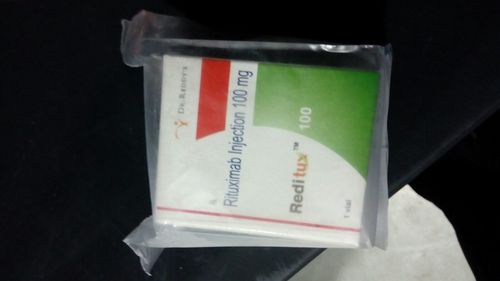 Dr. REDDY'S
Rituximab Injection 100 mg
Reditux™
100
1 vial